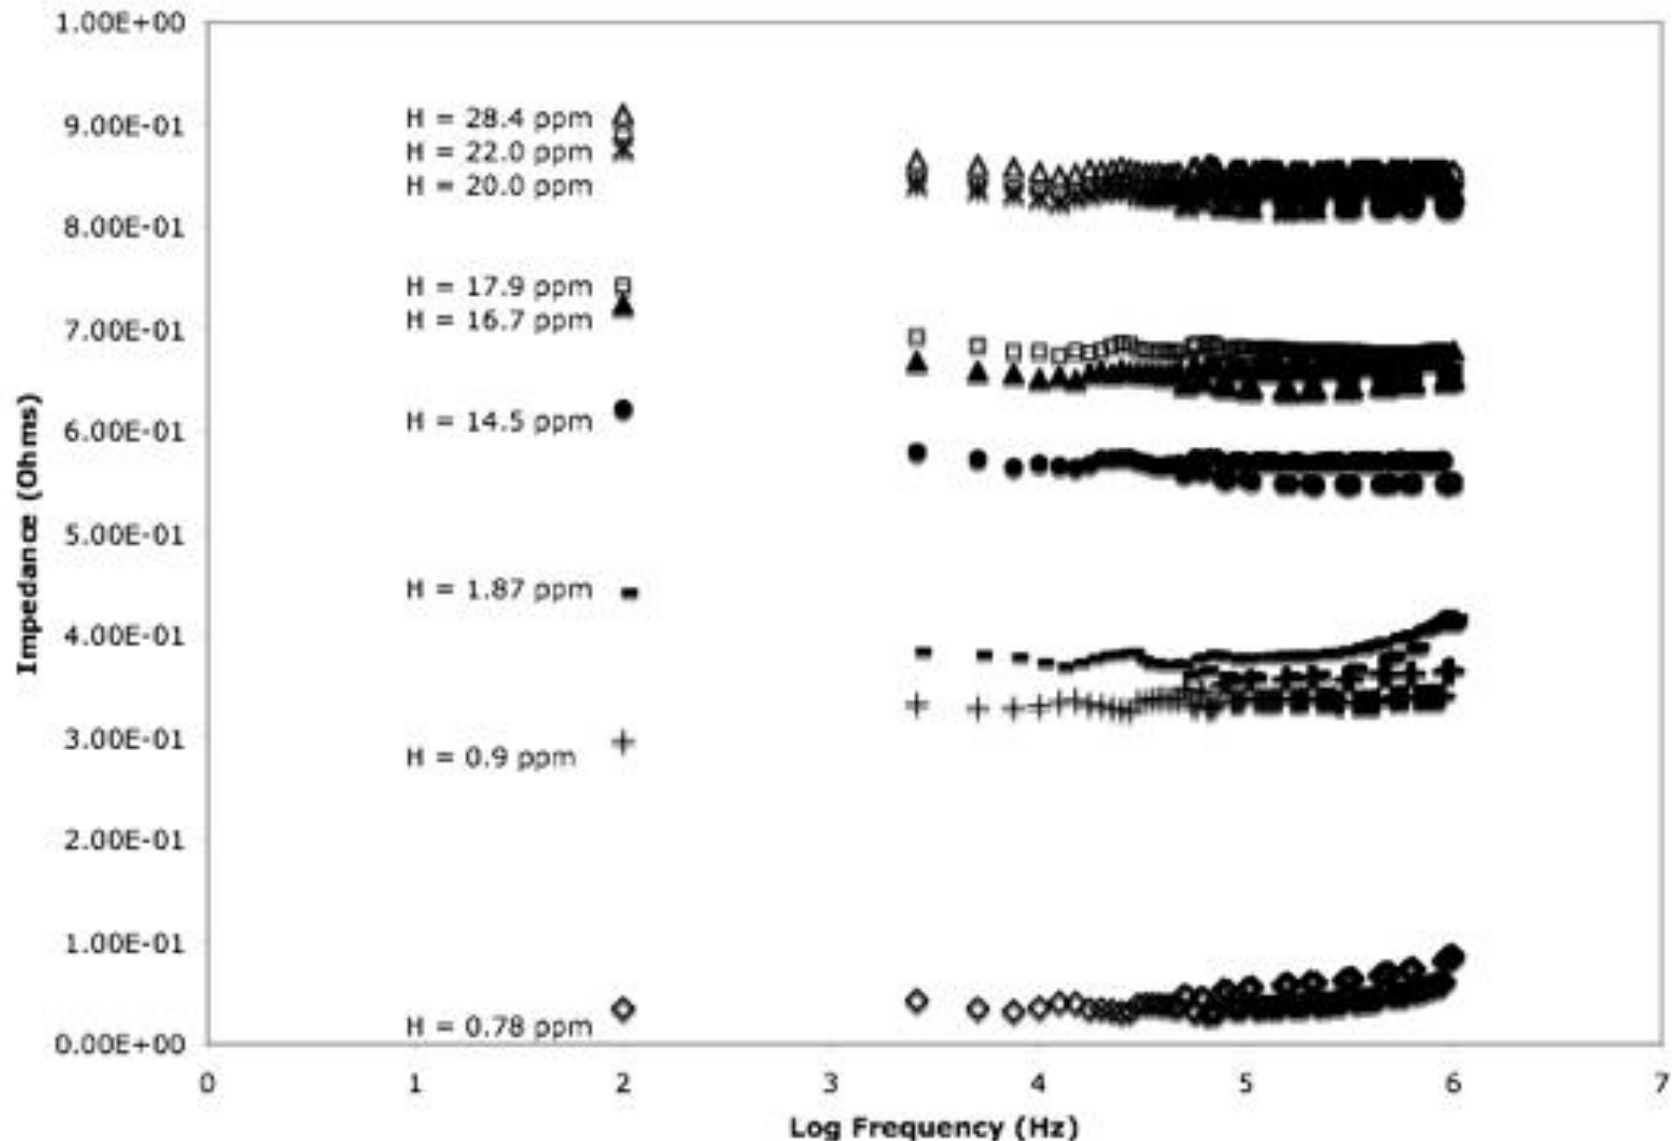 1.00E+00
9.00E-01
8.00E-01
7.00E-01
6.00E-01
5.00E-01
4.00E-01
3.00E-01
2.00E-01
1.00E-01
0.00E+00
Impedance (Ohms)
H = 28.4 ppm
H = 22.0 ppm
H = 20.0 ppm
H = 17.9 ppm
H = 16.7 ppm
H = 14.5 ppm
H = 1.87 ppm
H = 0.9 ppm
H = 0.78 ppm
0 1 2 3 4 5 6 7
Log Frequency (Hz)